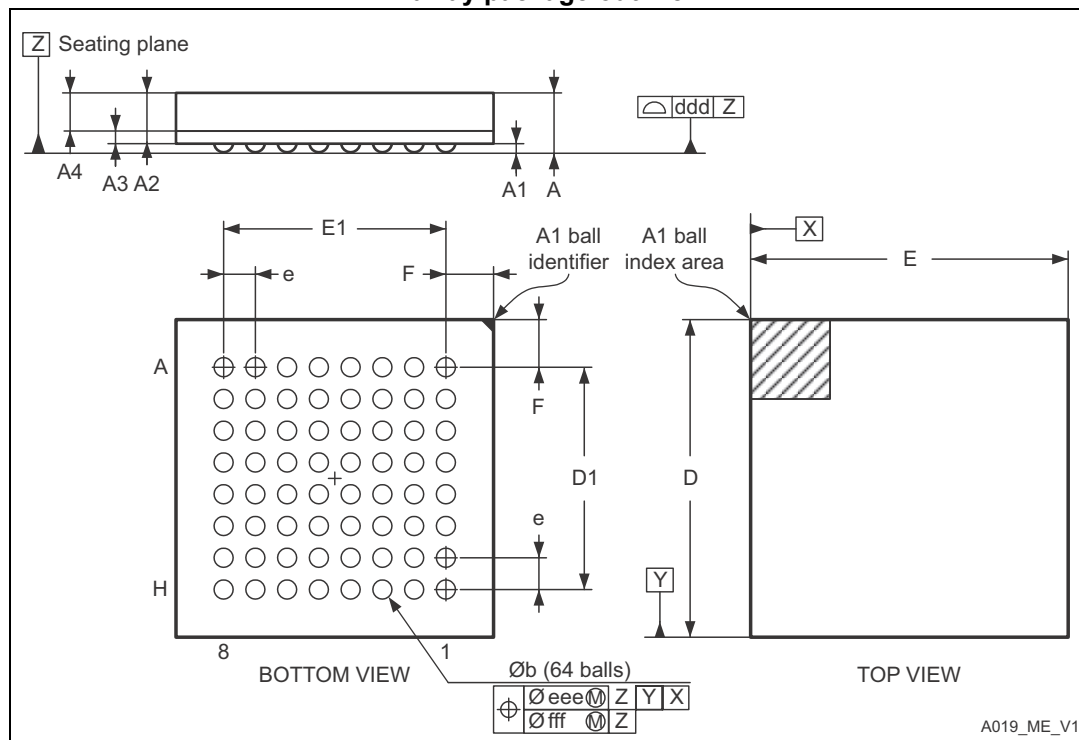 Z Seating plane
ddd Z
A4
A3 A2
A1 A
E1
A1 ball
identifier
A1 ball
index area
X
E
e
F
A
F
D1
D
e
H
Y
8
1
BOTTOM VIEW
Øb (64 balls)
TOP VIEW
Ø eee Ⓜ Z Y X
Ø fff Ⓜ Z
A019_ME_V1